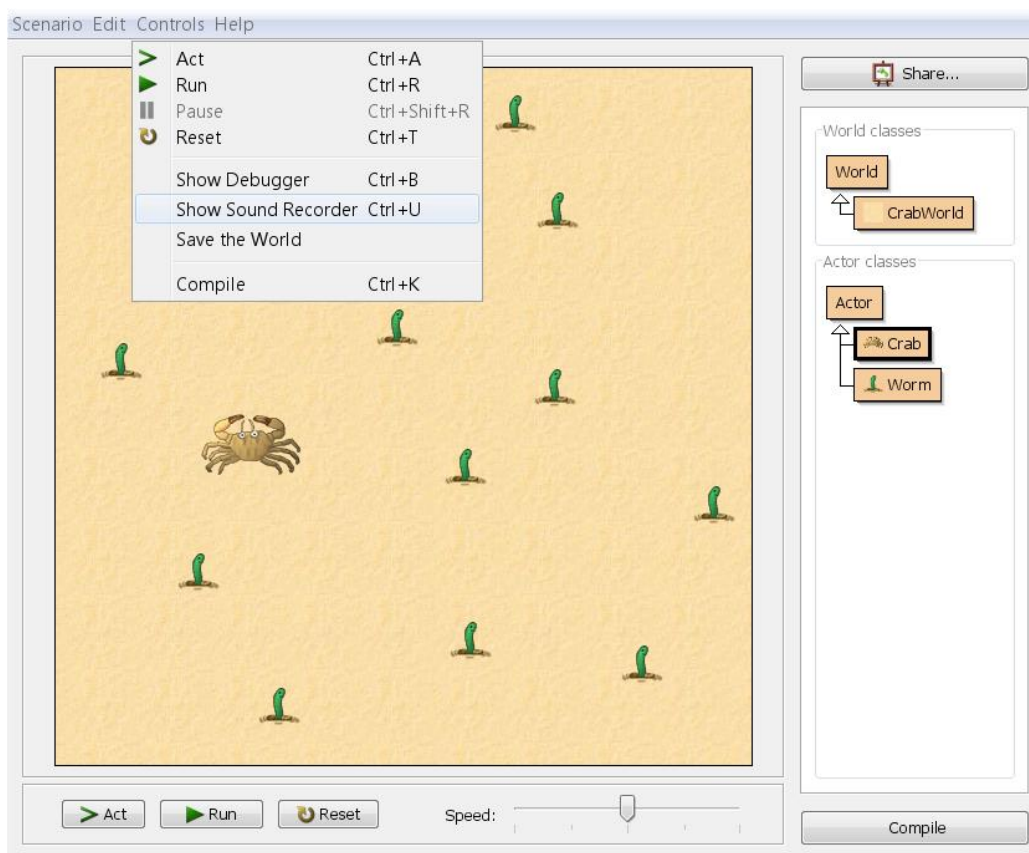 Scenario Edit Controls Help
Act Ctrl+A
Run Ctrl+R
Pause Ctrl+Shift+R
Reset Ctrl+T
Show Debugger Ctrl+B
Show Sound Recorder Ctrl+U
Save the World
Compile Ctrl+K
Share...
World classes
World
CrabWorld
Actor classes
Actor
Crab
Worm
Act Run Reset Speed:
Compile